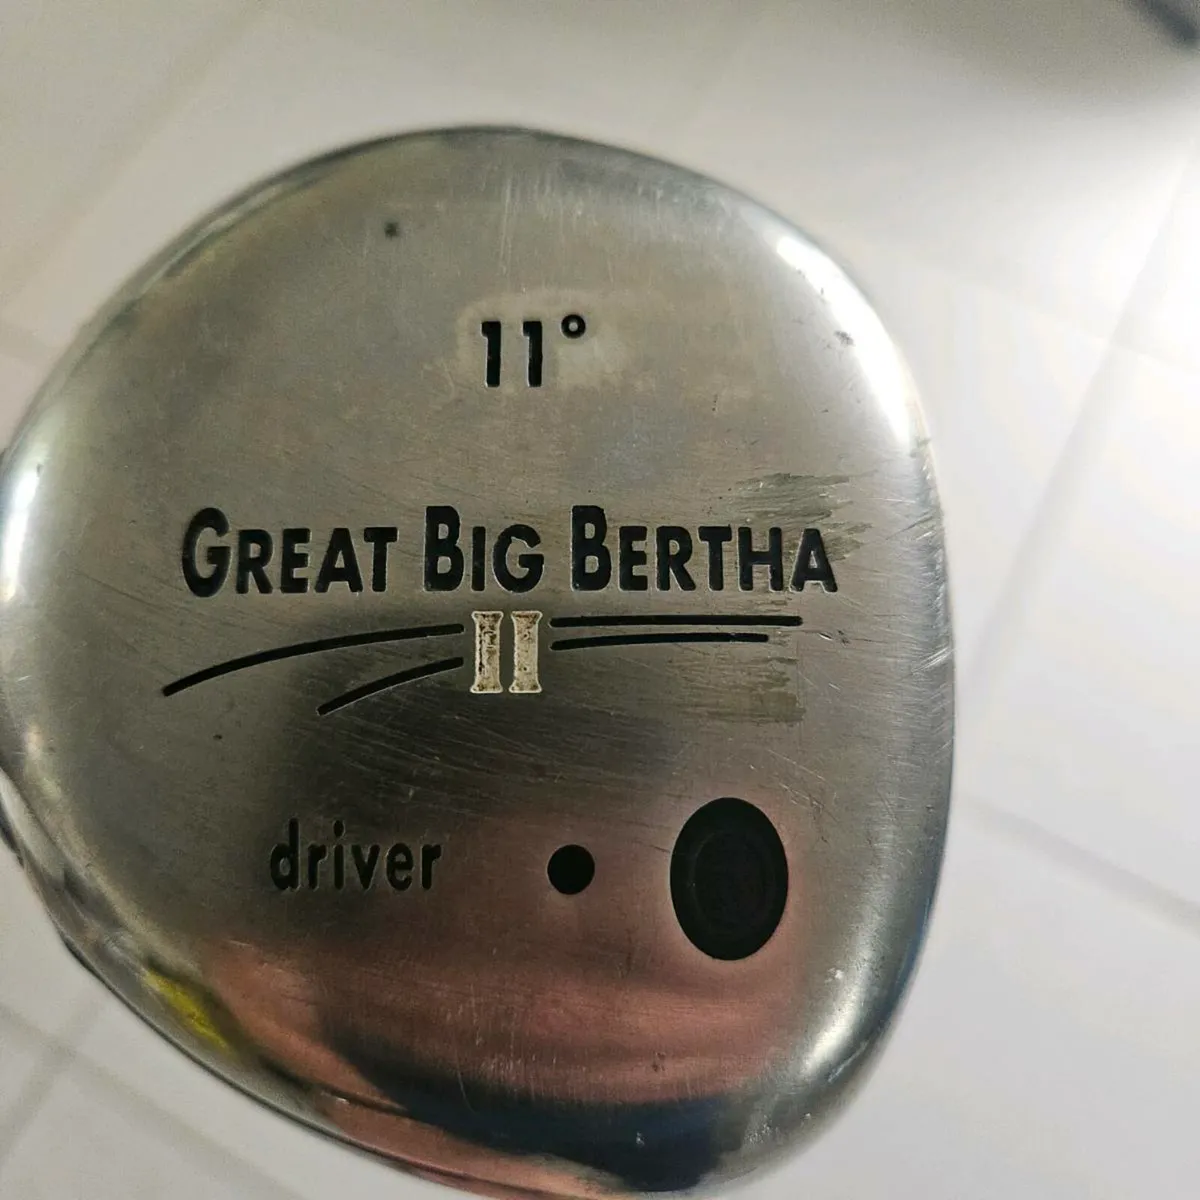 11°
GREAT BIG BERTHA
II
driver